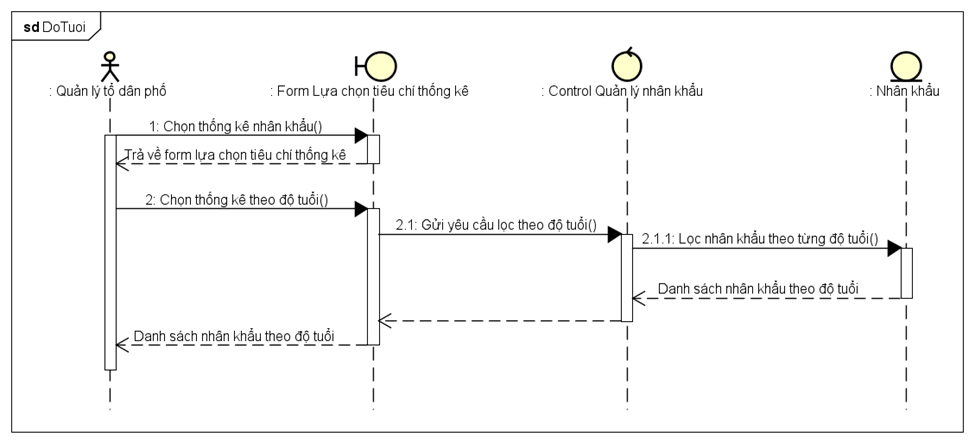 sd DoTuoi
: Quản lý tổ dân phố
: Form Lựa chọn tiêu chí thống kê
: Control Quản lý nhân khẩu
: Nhân khẩu
1: Chọn thống kê nhân khẩu()
Trả về form lựa chọn tiêu chí thống kê
2: Chọn thống kê theo độ tuổi()
2.1: Gửi yêu cầu lọc theo độ tuổi()
2.1.1: Lọc nhân khẩu theo từng độ tuổi()
Danh sách nhân khẩu theo độ tuổi
Danh sách nhân khẩu theo độ tuổi